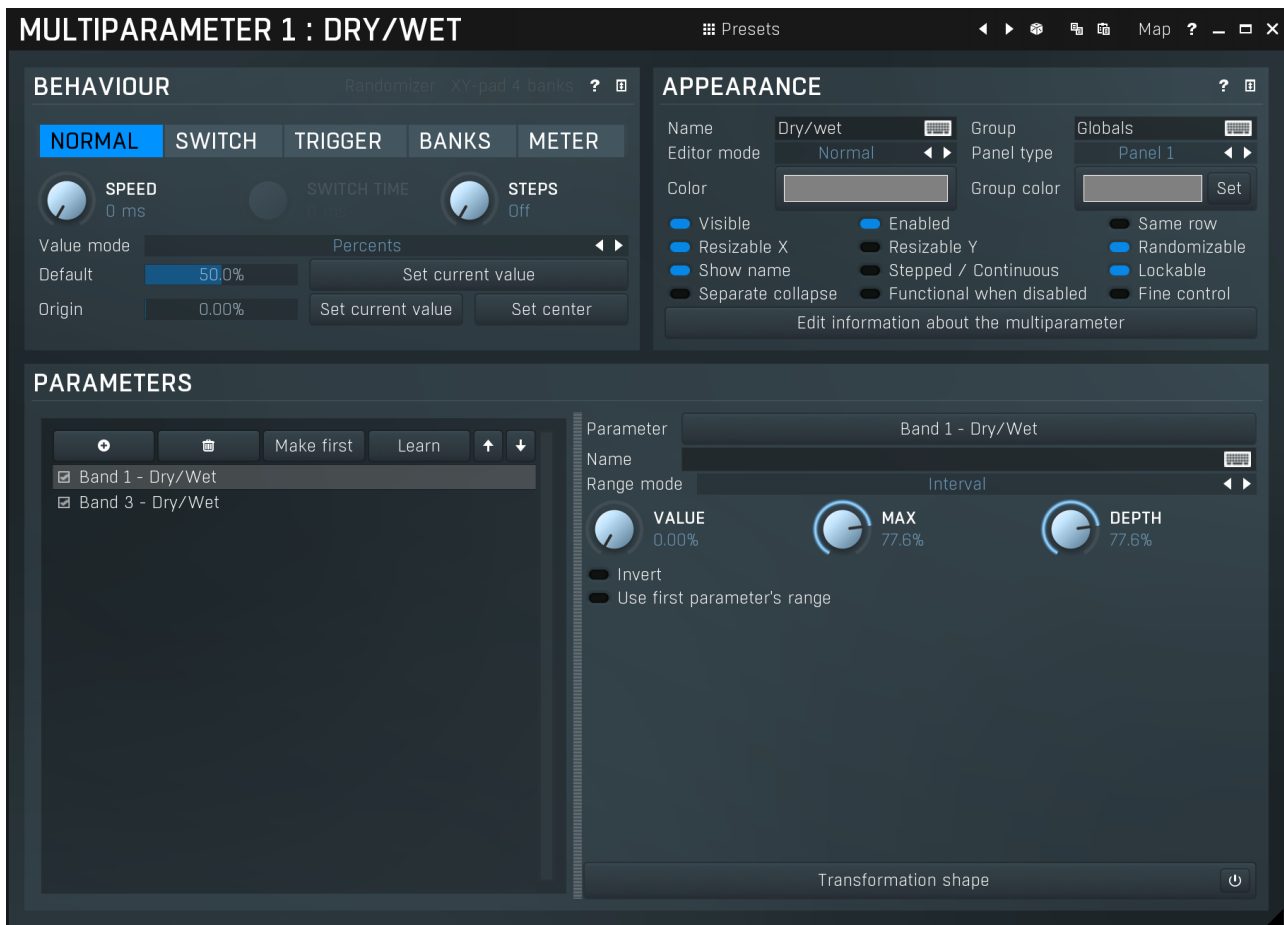 MULTIPARAMETER 1 : DRY/WET Presets Map ?
BEHAVIOUR Randomizer XY-pad 4 banks ?
NORMAL SWITCH TRIGGER BANKS METER
SPEED
0 ms
SWITCH TIME
STEPS
Off
Value mode Percents
Default 50.0% Set current value
Origin 0.00% Set current value Set center
APPEARANCE ?
Name Dry/wet Group Globals
Editor mode Normal Panel type Panel 1
Color Group color Set
Visible Enabled Same row
Resizable X Resizable Y Randomizable
Show name Stepped / Continuous Lockable
Separate collapse Functional when disabled Fine control
Edit information about the multiparameter
PARAMETERS
Make first Learn
Band 1 - Dry/Wet
Band 3 - Dry/Wet
Parameter Band 1 - Dry/Wet
Name
Range mode Interval
VALUE
0.00%
MAX
77.6%
DEPTH
77.6%
Invert
Use first parameter's range
Transformation shape